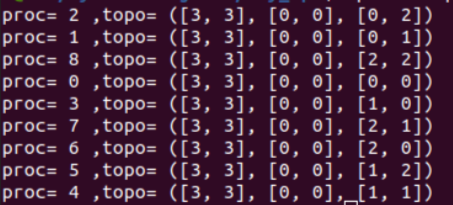 proc= 2 ,topo= ([3, 3], [0, 0], [0, 2])
proc= 1 ,topo= ([3, 3], [0, 0], [0, 1])
proc= 8 ,topo= ([3, 3], [0, 0], [2, 2])
proc= 0 ,topo= ([3, 3], [0, 0], [0, 0])
proc= 3 ,topo= ([3, 3], [0, 0], [1, 0])
proc= 7 ,topo= ([3, 3], [0, 0], [2, 1])
proc= 6 ,topo= ([3, 3], [0, 0], [2, 0])
proc= 5 ,topo= ([3, 3], [0, 0], [1, 2])
proc= 4 ,topo= ([3, 3], [0, 0], [1, 1])